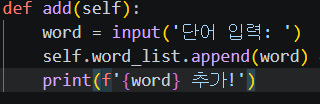 def add(self):
    word = input('단어 입력: ')
    self.word_list.append(word)
    print(f'{word} 추가!')